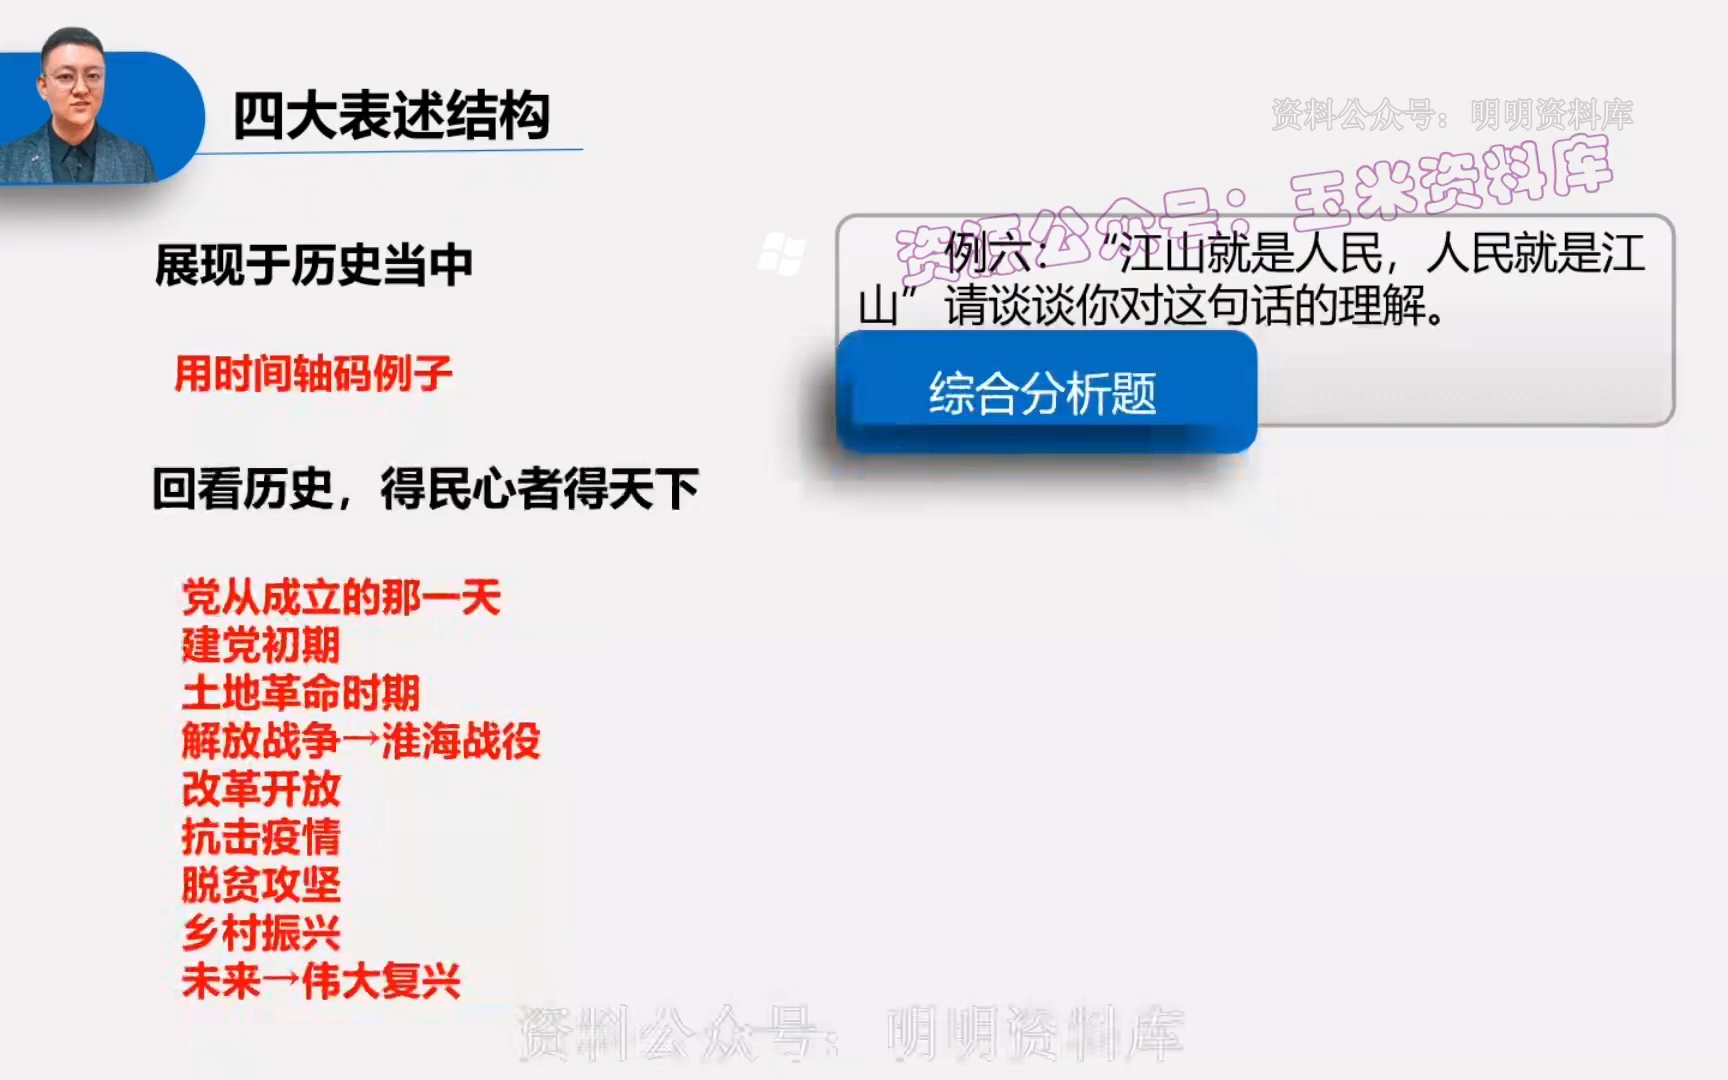 四大表述结构
资料公众号：明明资料库
资源公众号：玉米资料库
展现于历史当中
例六：“江山就是人民，人民就是江
山”请谈谈你对这句话的理解。
用时间轴码例子
综合分析题
回看历史，得民心者得天下
党从成立的那一天
建党初期
土地革命时期
解放战争→淮海战役
改革开放
抗击疫情
脱贫攻坚
乡村振兴
未来→伟大复兴
资料公众号：明明资料库